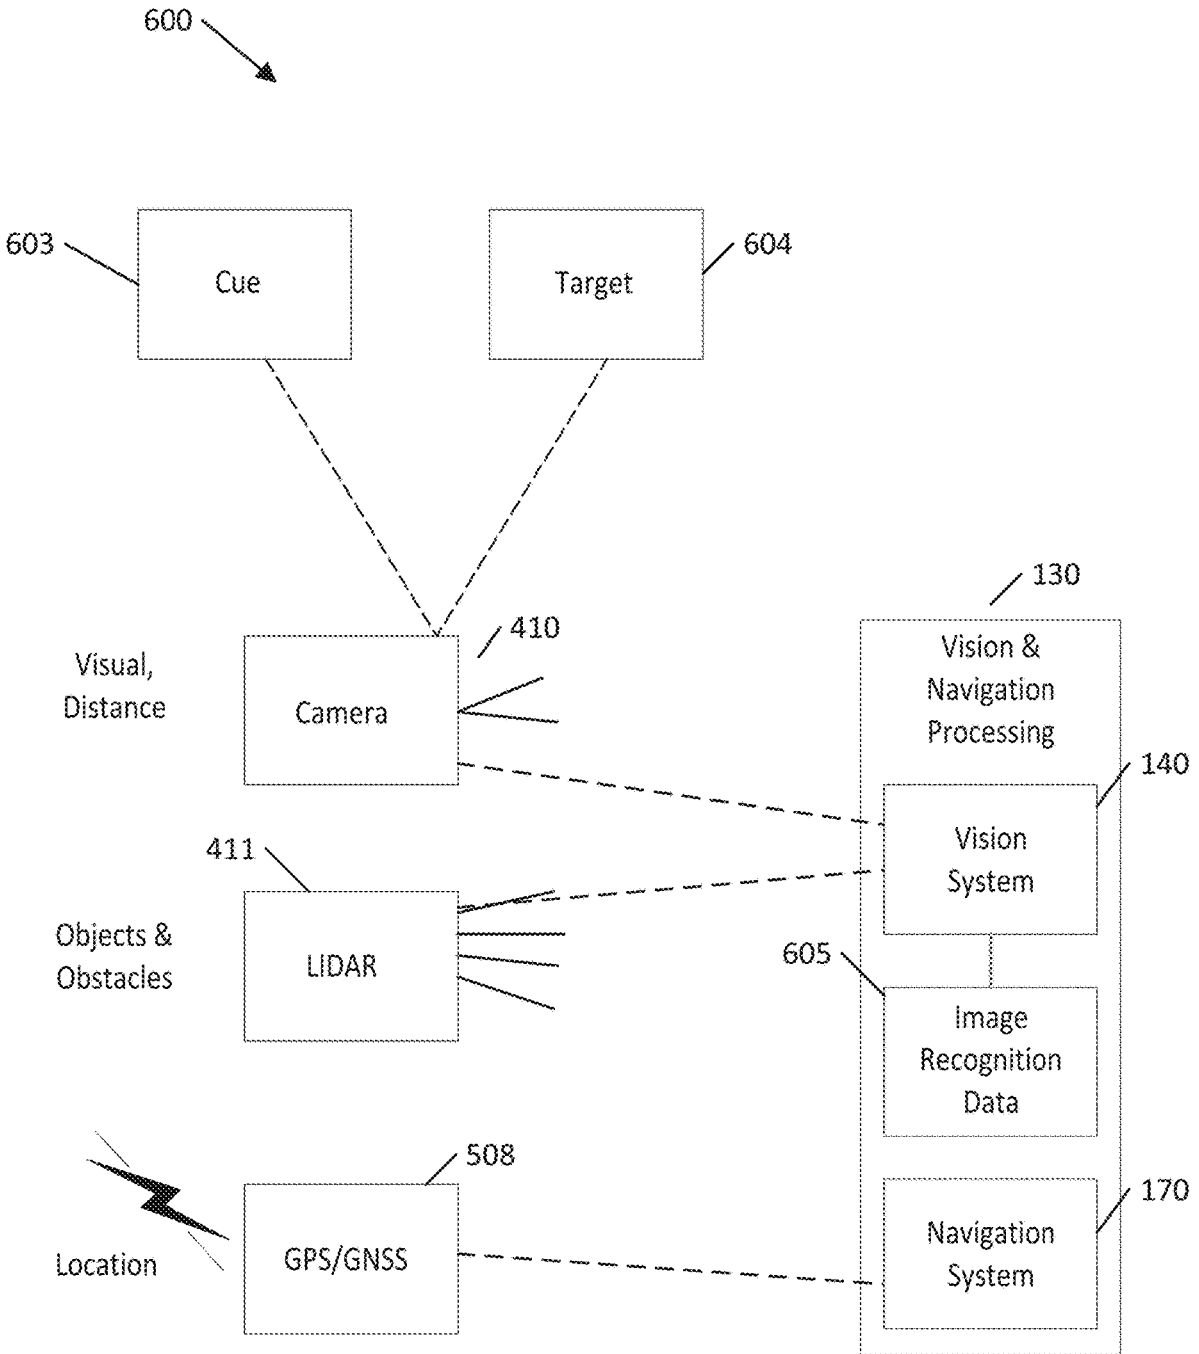 600
603
Cue
Target
604
130
Visual,
Distance
Camera
410
Vision &
Navigation
Processing
140
Vision
System
411
Objects &
Obstacles
LIDAR
605
Image
Recognition
Data
508
Location
GPS/GNSS
170
Navigation
System